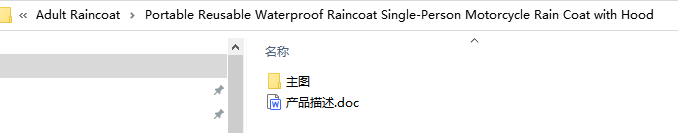 « Adult Raincoat › Portable Reusable Waterproof Raincoat Single-Person Motorcycle Rain Coat with Hood
名称
主图
产品描述.doc